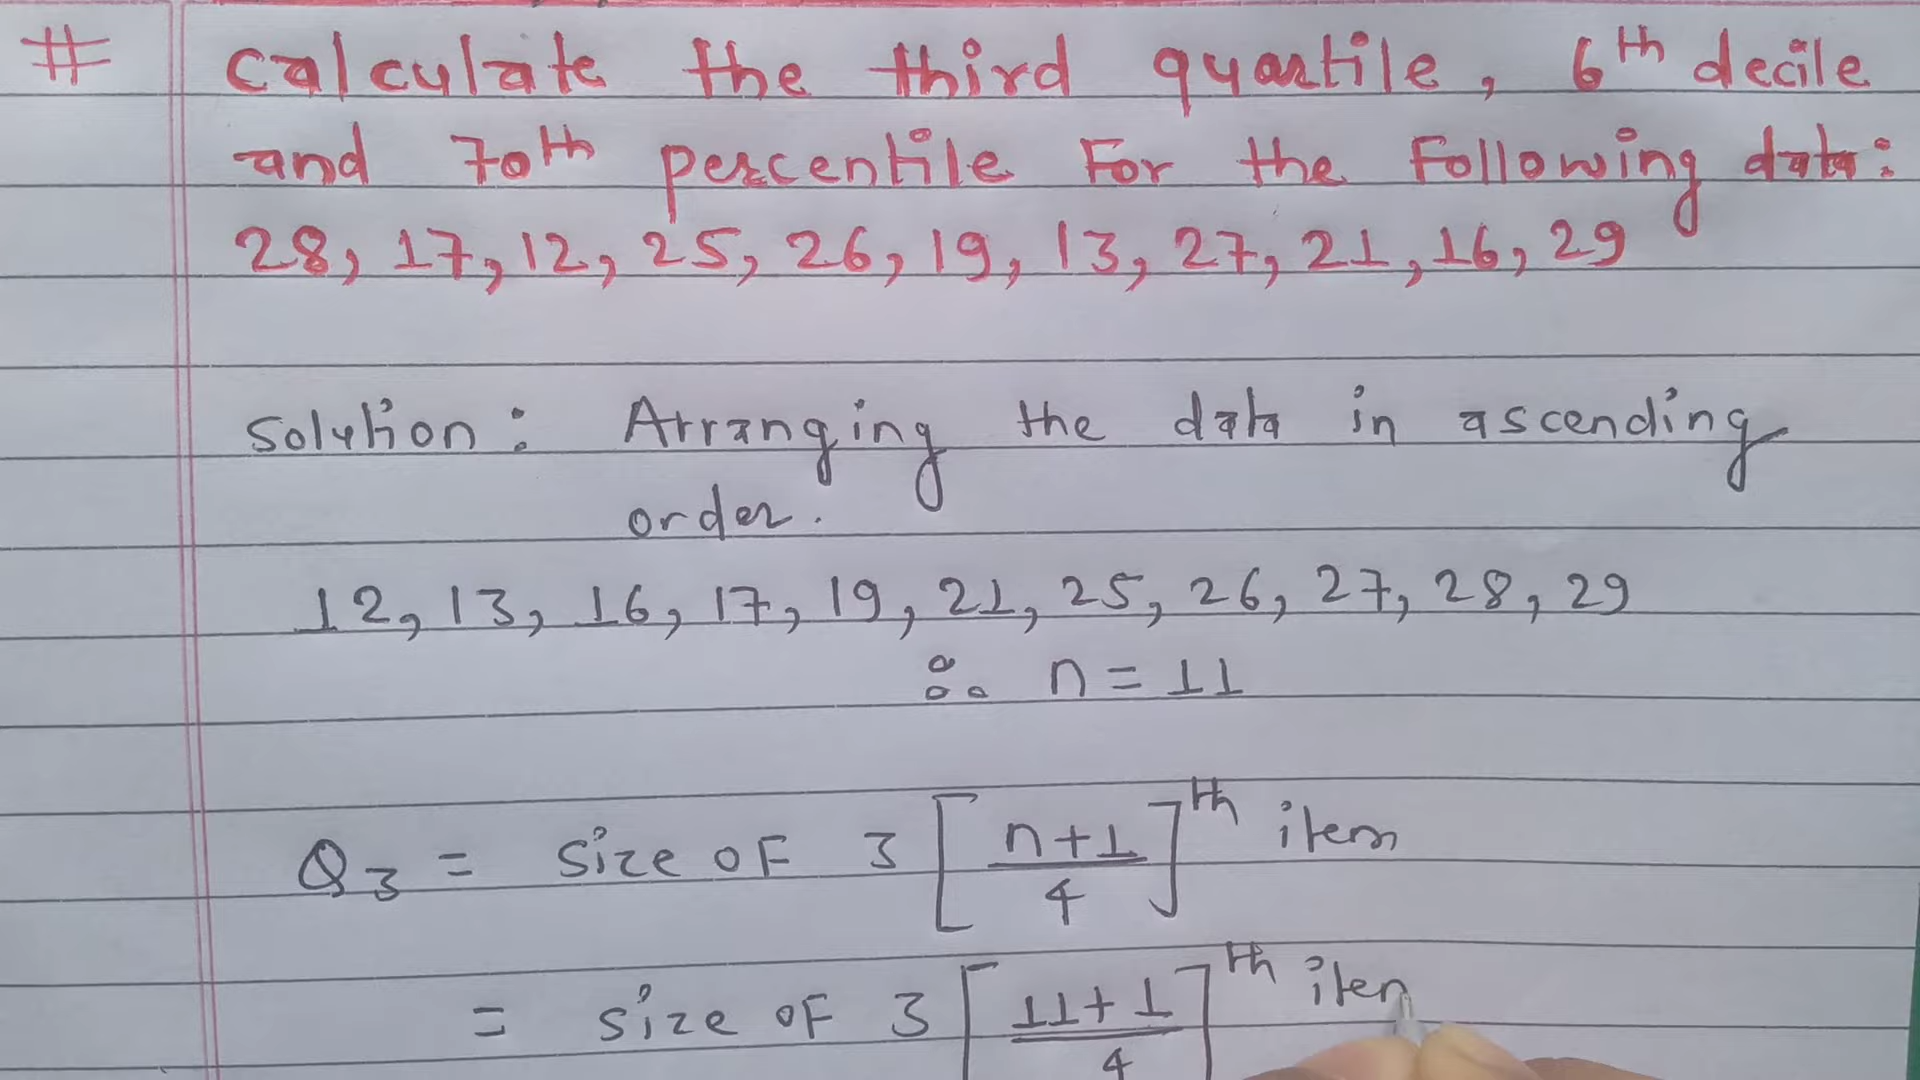 # Calculate the third quartile, 6th decile
and 70th percentile For the Following data:
28, 17, 12, 25, 26, 19, 13, 27, 21, 16, 29
Solution: Arranging the data in ascending
order.
12, 13, 16, 17, 19, 21, 25, 26, 27, 28, 29
∴ n = 11
Q3 = size of 3 [n+1/4]th item
= size of 3 [11+1/4]th item